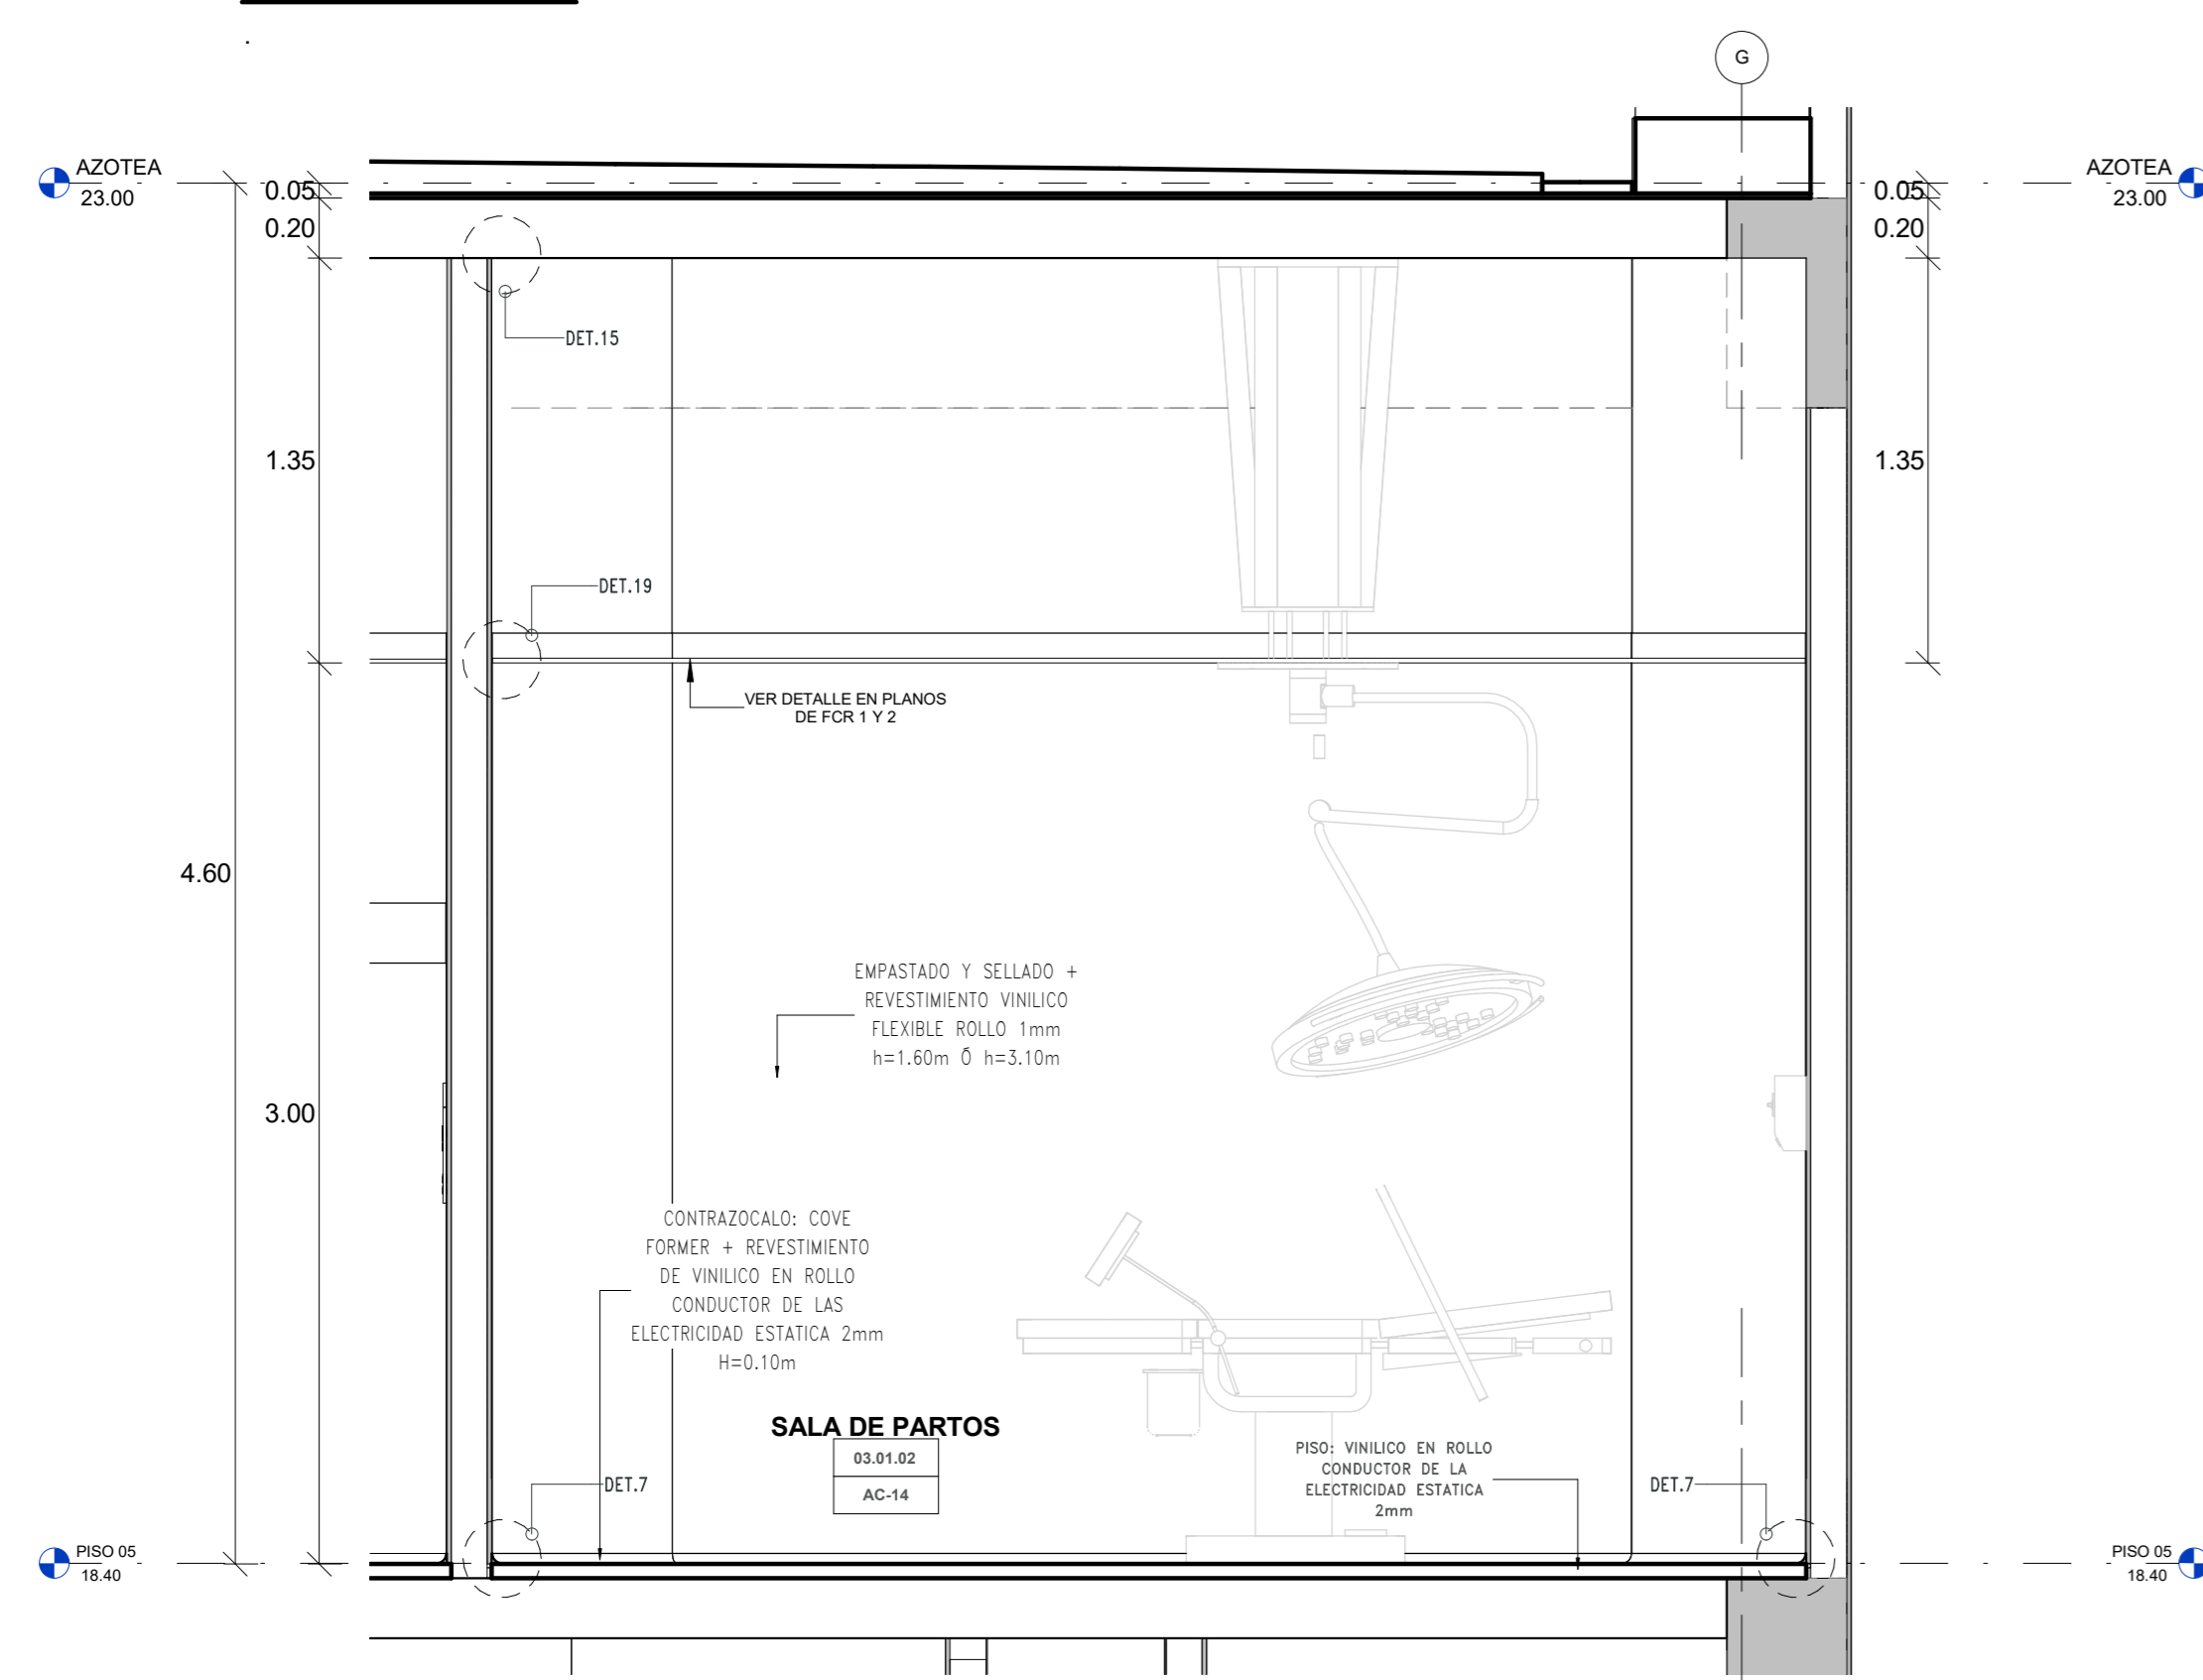 G
AZOTEA
23.00
AZOTEA
23.00
0.05
0.20
0.05
0.20
DET.15
1.35
1.35
DET.19
VER DETALLE EN PLANOS
DE FCR 1 Y 2
4.60
EMPASTADO Y SELLADO +
REVESTIMIENTO VINILICO
FLEXIBLE ROLLO 1mm
h=1.60m Ō h=3.10m
3.00
CONTRAZOCALO: COVE
FORMER + REVESTIMIENTO
DE VINILICO EN ROLLO
CONDUCTOR DE LAS
ELECTRICIDAD ESTATICA 2mm
H=0.10m
SALA DE PARTOS
03.01.02
AC-14
PISO: VINILICO EN ROLLO
CONDUCTOR DE LA
ELECTRICIDAD ESTATICA
2mm
DET.7
DET.7
PISO 05
18.40
PISO 05
18.40